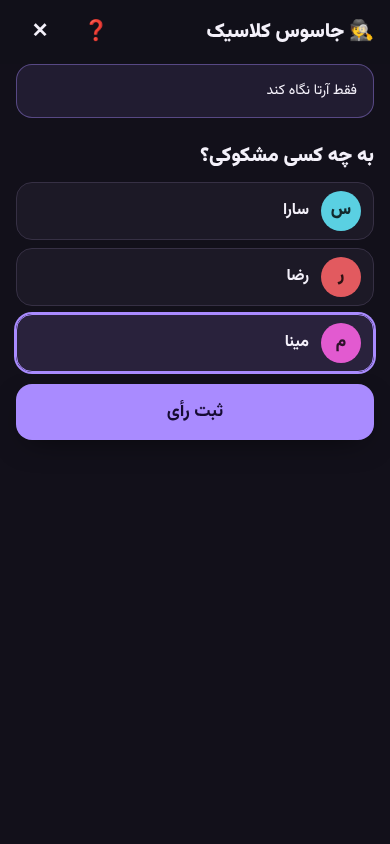 🕵️ جاسوس کلاسیک ❓ ✕
فقط آرتا نگاه کند
به چه کسی مشکوکی؟
س سارا
ر رضا
م مینا
ثبت رأی